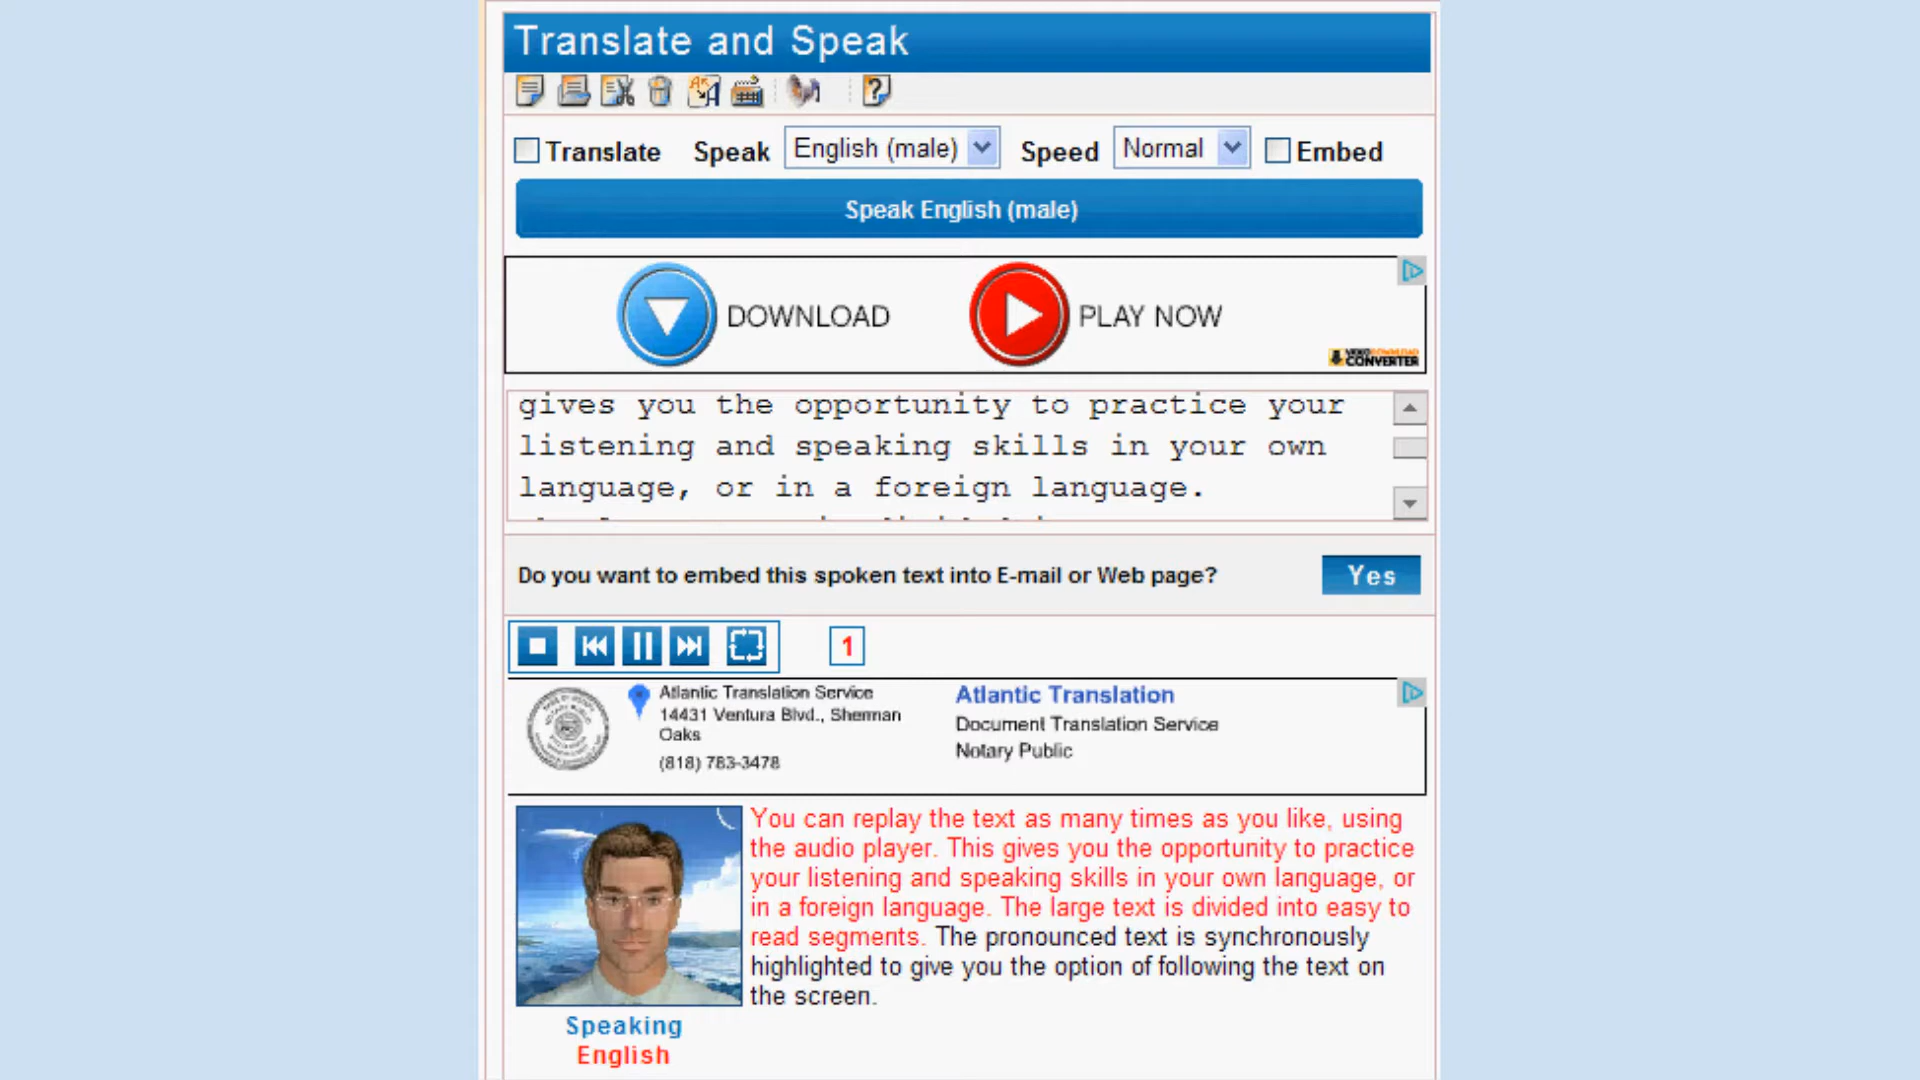 Translate and Speak
Translate Speak English (male) Speed Normal Embed
Speak English (male)
DOWNLOAD PLAY NOW
CONVERTER
gives you the opportunity to practice your
listening and speaking skills in your own
language, or in a foreign language.
Do you want to embed this spoken text into E-mail or Web page? Yes
1
Atlantic Translation Service
14431 Ventura Blvd., Sherman
Oaks
(818) 783-3478
Atlantic Translation
Document Translation Service
Notary Public
You can replay the text as many times as you like, using
the audio player. This gives you the opportunity to practice
your listening and speaking skills in your own language, or
in a foreign language. The large text is divided into easy to
read segments. The pronounced text is synchronously
highlighted to give you the option of following the text on
the screen.
Speaking
English